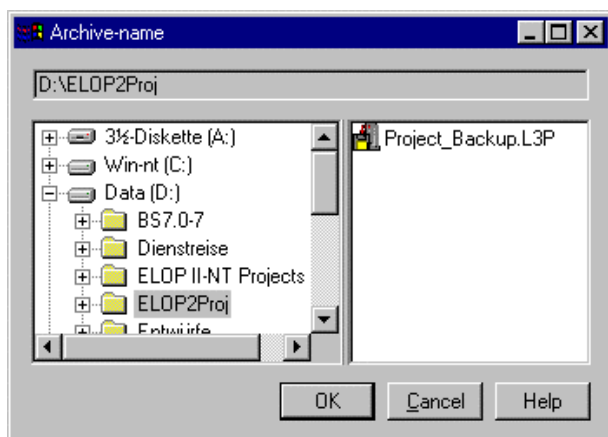 Archive-name
D:\ELOP2Proj
3½-Diskette (A:)
Win-nt (C:)
Data (D:)
BS7.0-7
Dienstreise
ELOP II-NT Projects
ELOP2Proj
Entwürfe
Project_Backup.L3P
OK
Cancel
Help